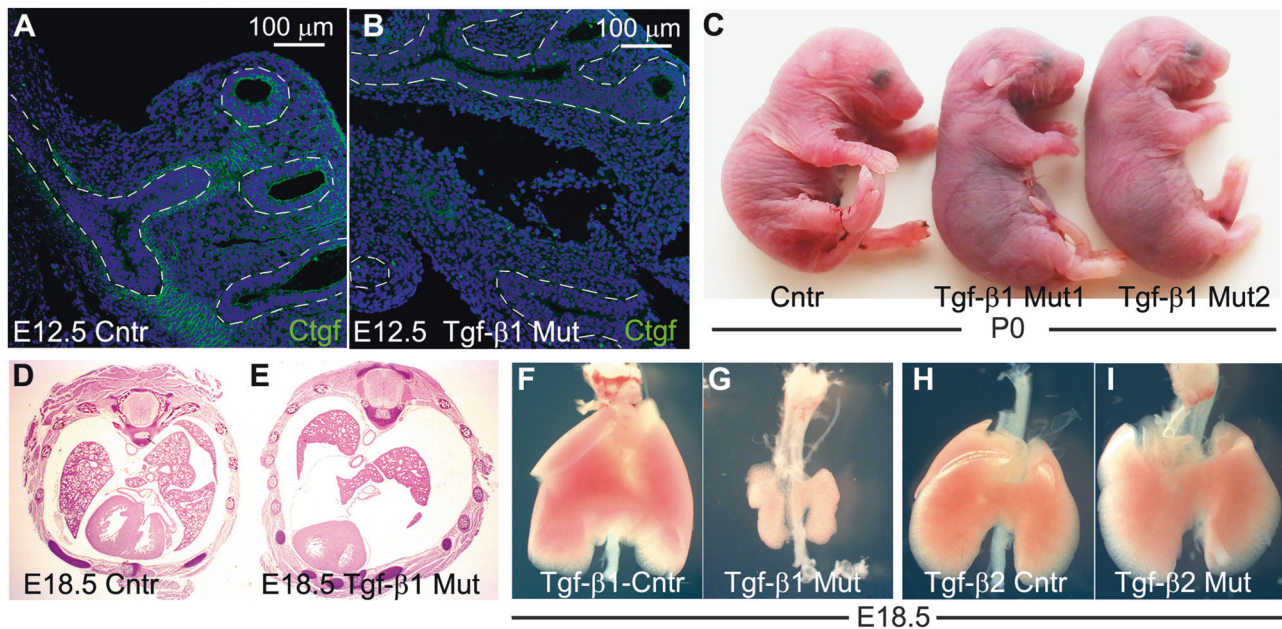 A
100 μm
E12.5 Cntr
Ctgf
B
100 μm
E12.5 Tgf-β1 Mut
Ctgf
C
Cntr
Tgf-β1 Mut1
Tgf-β1 Mut2
P0
D
E18.5 Cntr
E
E18.5 Tgf-β1 Mut
F
Tgf-β1-Cntr
G
Tgf-β1 Mut
H
Tgf-β2 Cntr
I
Tgf-β2 Mut
E18.5